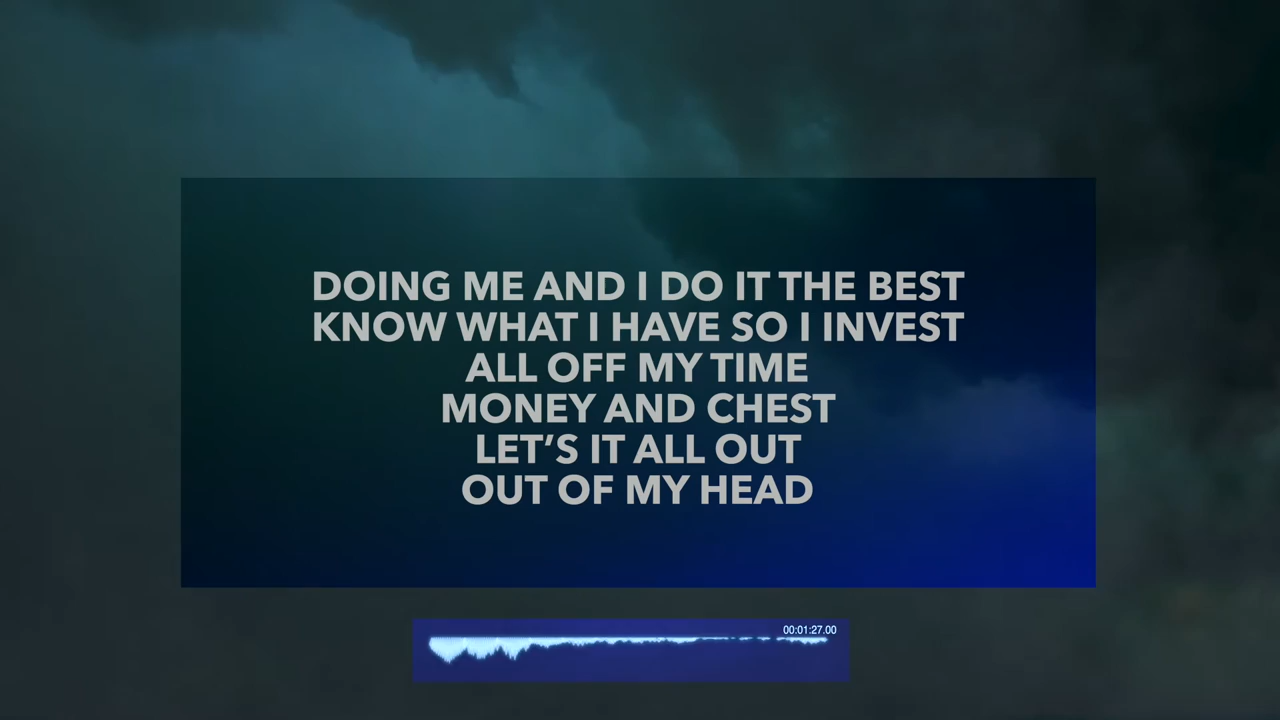 DOING ME AND I DO IT THE BEST
KNOW WHAT I HAVE SO I INVEST
ALL OFF MY TIME
MONEY AND CHEST
LET’S IT ALL OUT
OUT OF MY HEAD
00:01:27.00